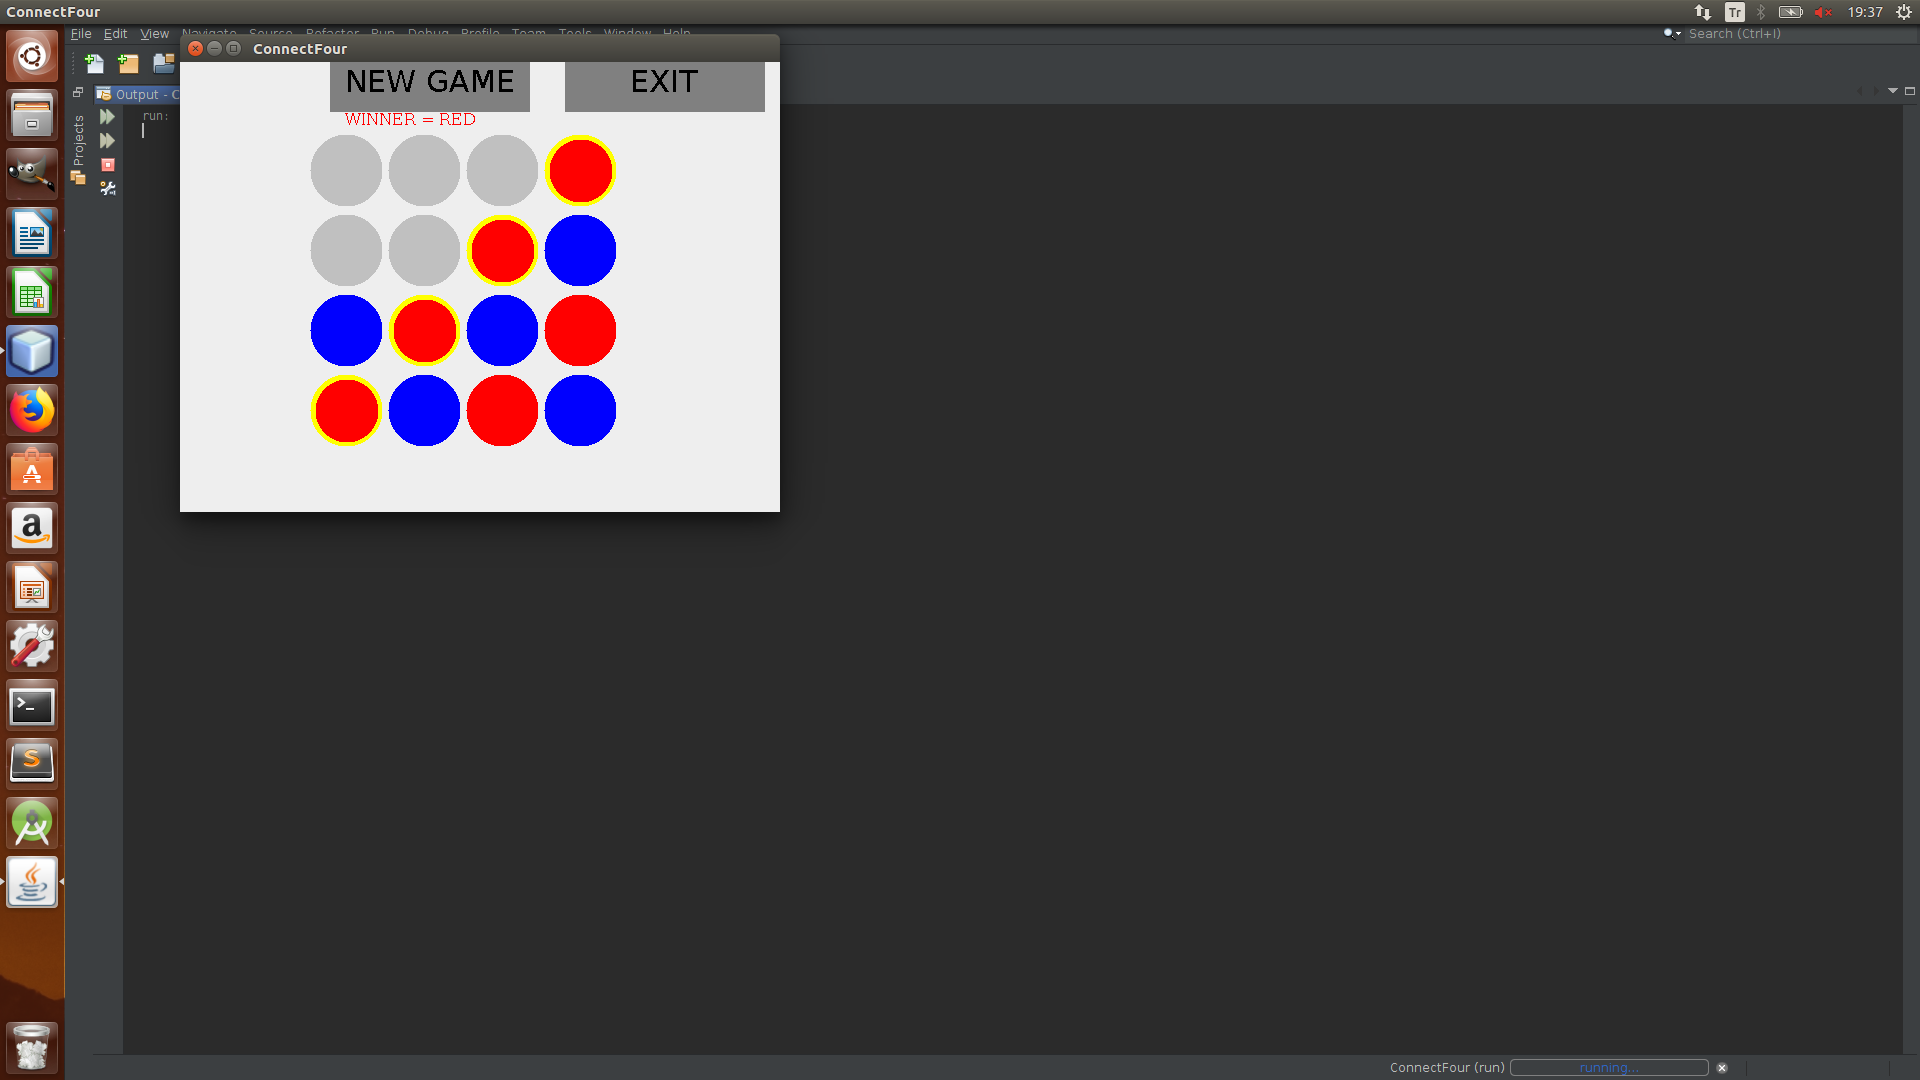 ConnectFour
Tr
19:37
File Edit View Navigate Source Refactor Run Debug Profile Team Tools Window Help
Search (Ctrl+I)
ConnectFour
NEW GAME
EXIT
WINNER = RED
Output - C
Projects
run:
ConnectFour (run)
running...